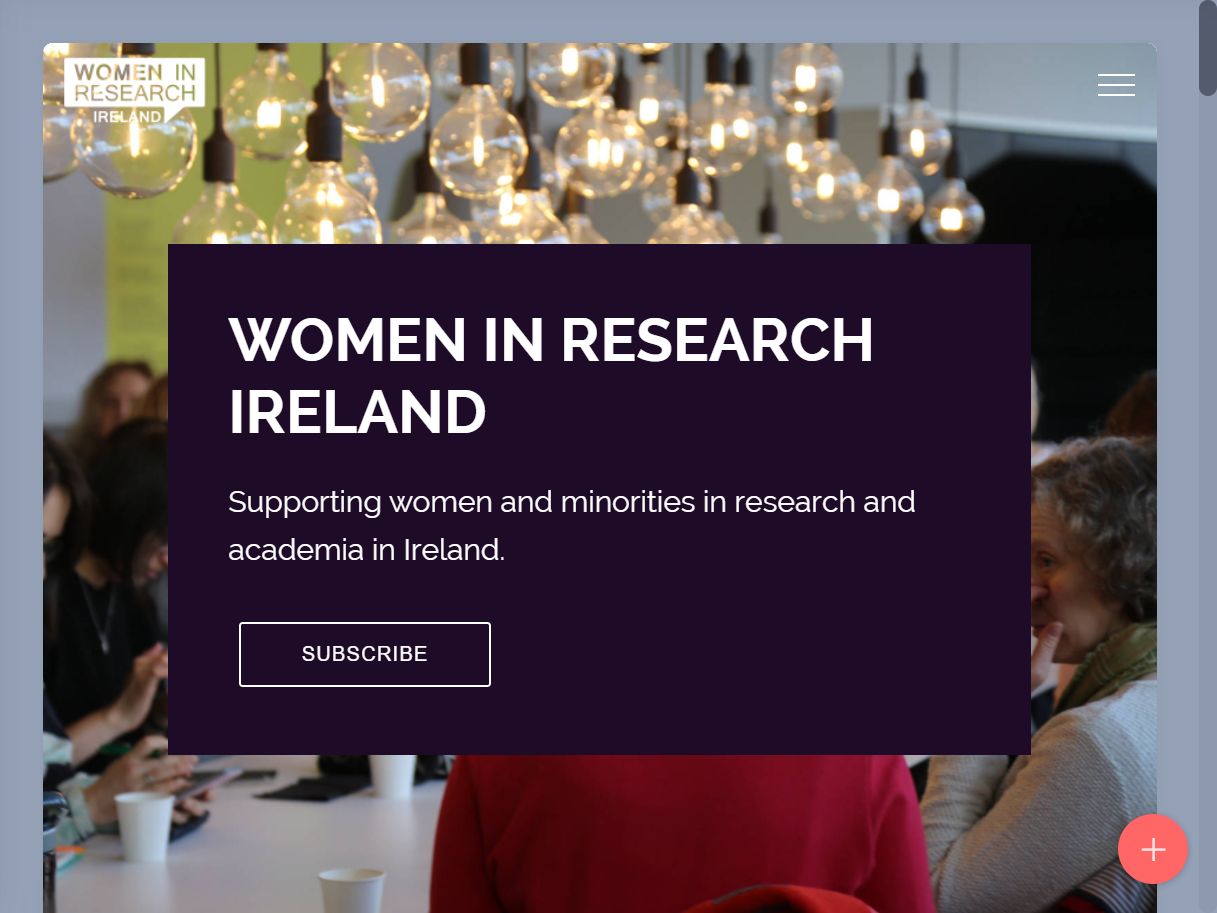 WOMEN IN
RESEARCH
IRELAND
WOMEN IN RESEARCH
IRELAND
Supporting women and minorities in research and
academia in Ireland.
SUBSCRIBE